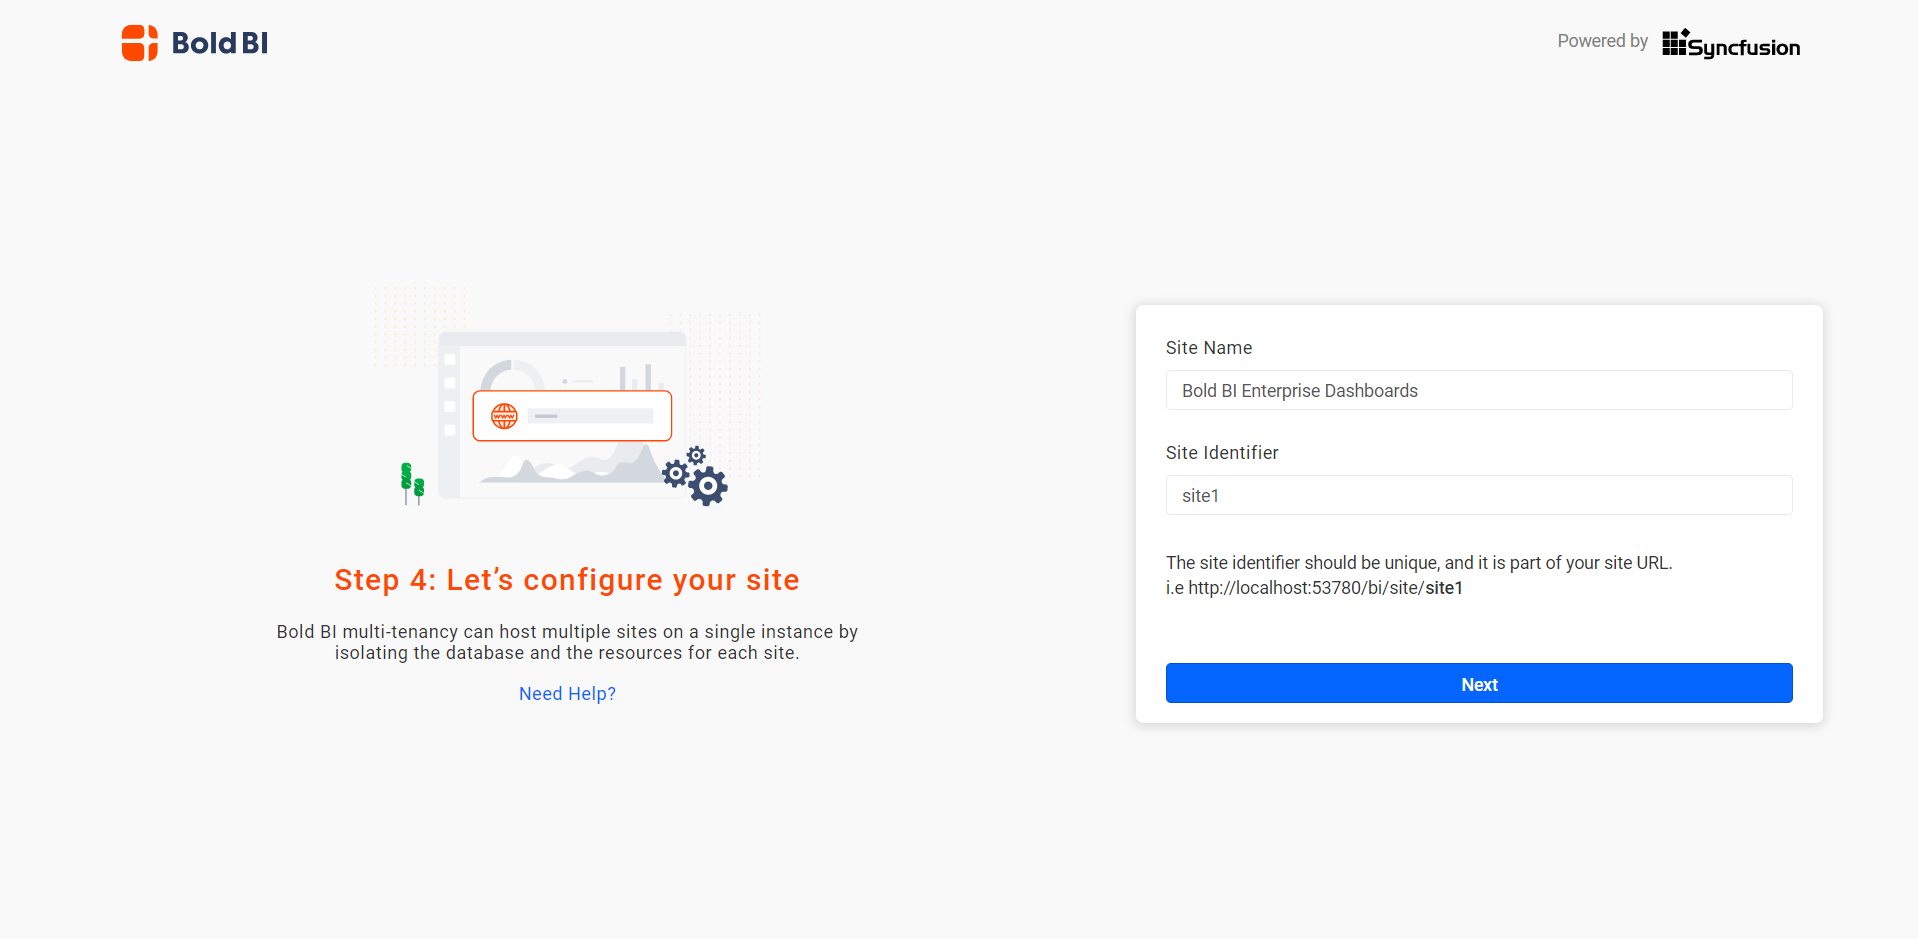 Bold BI
Powered by Syncfusion
www
Step 4: Let’s configure your site
Bold BI multi-tenancy can host multiple sites on a single instance by
isolating the database and the resources for each site.
Need Help?
Site Name
Bold BI Enterprise Dashboards
Site Identifier
site1
The site identifier should be unique, and it is part of your site URL.
i.e http://localhost:53780/bi/site/site1
Next